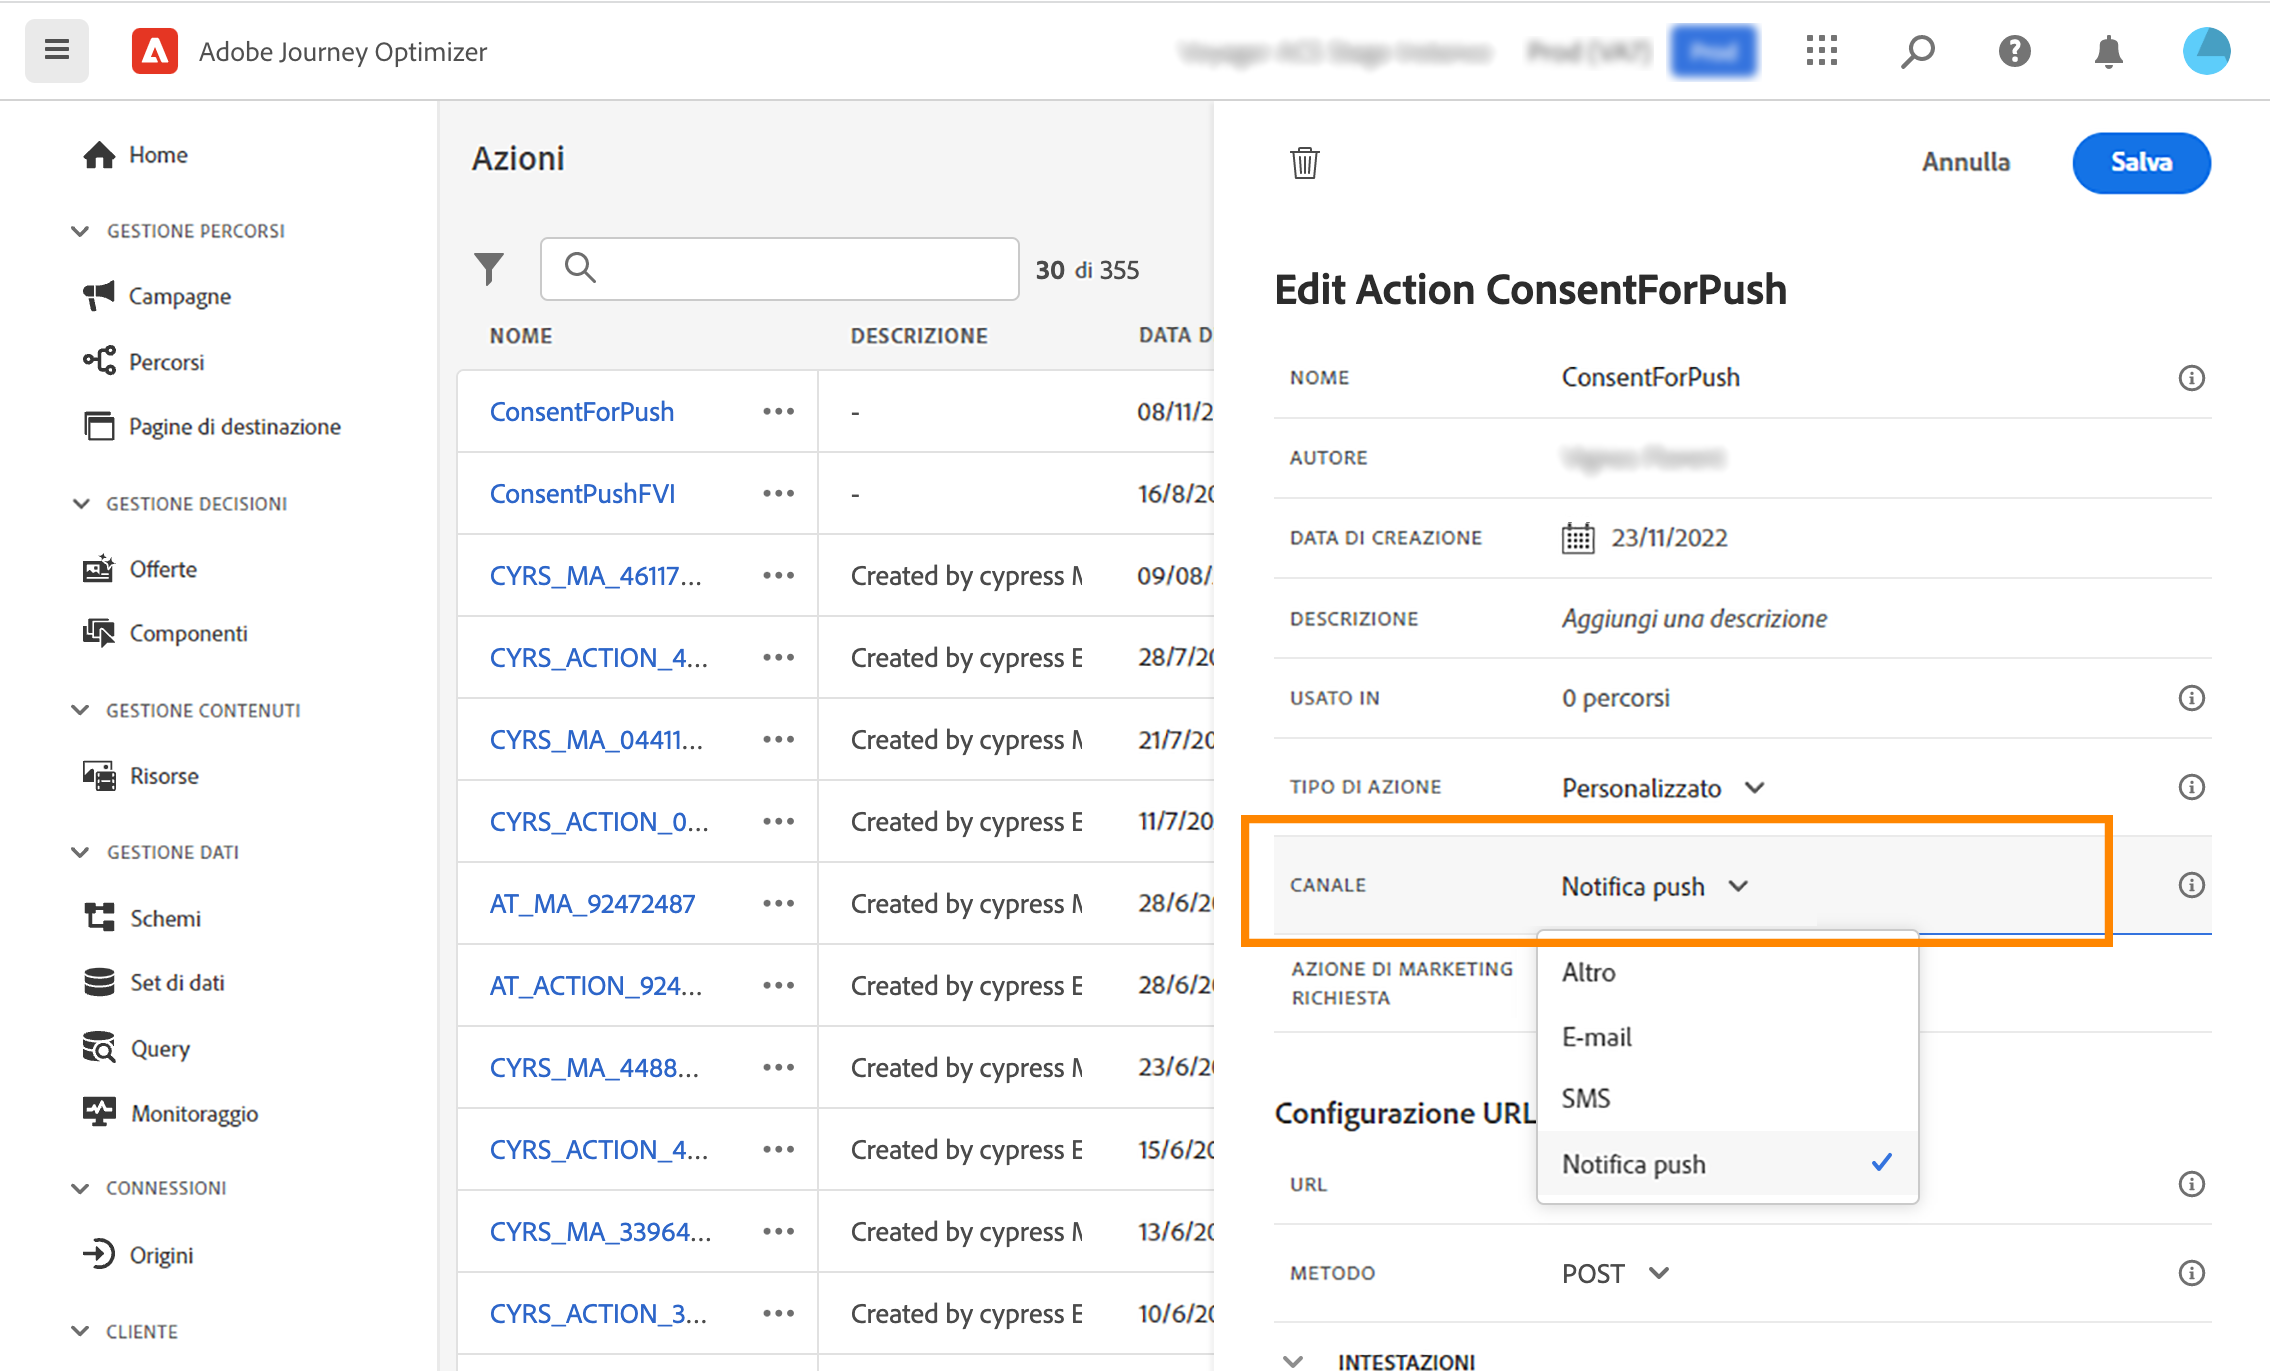 Adobe Journey Optimizer
Home
GESTIONE PERCORSI
Campagne
Percorsi
Pagine di destinazione
GESTIONE DECISIONI
Offerte
Componenti
GESTIONE CONTENUTI
Risorse
GESTIONE DATI
Schemi
Set di dati
Query
Monitoraggio
CONNESSIONI
Origini
CLIENTE
Azioni
30 di 355
NOME DESCRIZIONE DATA D
ConsentForPush ••• - 08/11/2
ConsentPushFVI ••• - 16/8/20
CYRS_MA_46117... ••• Created by cypress M 09/08/
CYRS_ACTION_4... ••• Created by cypress E 28/7/20
CYRS_MA_04411... ••• Created by cypress M 21/7/20
CYRS_ACTION_0... ••• Created by cypress E 11/7/20
AT_MA_92472487 ••• Created by cypress M 28/6/20
AT_ACTION_924... ••• Created by cypress E 28/6/20
CYRS_MA_4488... ••• Created by cypress M 23/6/20
CYRS_ACTION_4... ••• Created by cypress E 15/6/20
CYRS_MA_33964... ••• Created by cypress M 13/6/20
CYRS_ACTION_3... ••• Created by cypress E 10/6/20
Annulla
Salva
Edit Action ConsentForPush
NOME ConsentForPush
AUTORE
DATA DI CREAZIONE 23/11/2022
DESCRIZIONE Aggiungi una descrizione
USATO IN 0 percorsi
TIPO DI AZIONE Personalizzato
CANALE Notifica push
AZIONE DI MARKETING
RICHIESTA
Altro
E-mail
SMS
Notifica push
Configurazione URL
URL
METODO POST
INTESTAZIONI